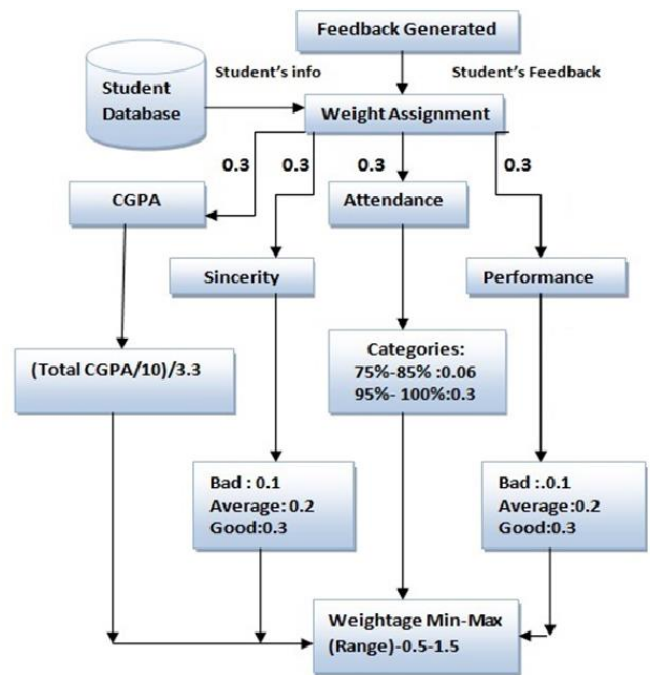 Feedback Generated
Student's info
Student's Feedback
Student
Database
Weight Assignment
0.3
0.3
0.3
0.3
CGPA
Attendance
Sincerity
Performance
(Total CGPA/10)/3.3
Categories:
75%-85% :0.06
95%- 100%:0.3
Bad : 0.1
Average: 0.2
Good:0.3
Bad :.0.1
Average:0.2
Good:0.3
Weightage Min-Max
(Range)-0.5-1.5